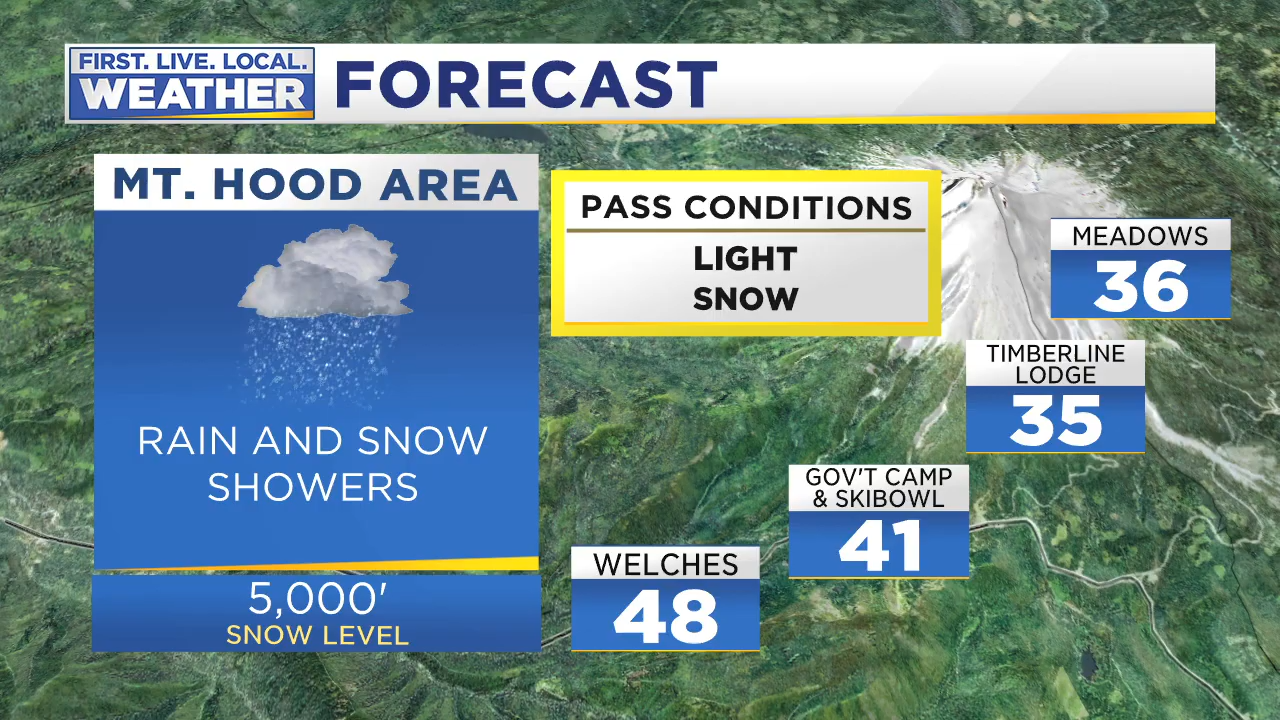 FIRST. LIVE. LOCAL.
WEATHER
FORECAST
MT. HOOD AREA
RAIN AND SNOW
SHOWERS
5,000'
SNOW LEVEL
PASS CONDITIONS
LIGHT
SNOW
MEADOWS
36
TIMBERLINE
LODGE
35
GOV'T CAMP
& SKIBOWL
41
WELCHES
48